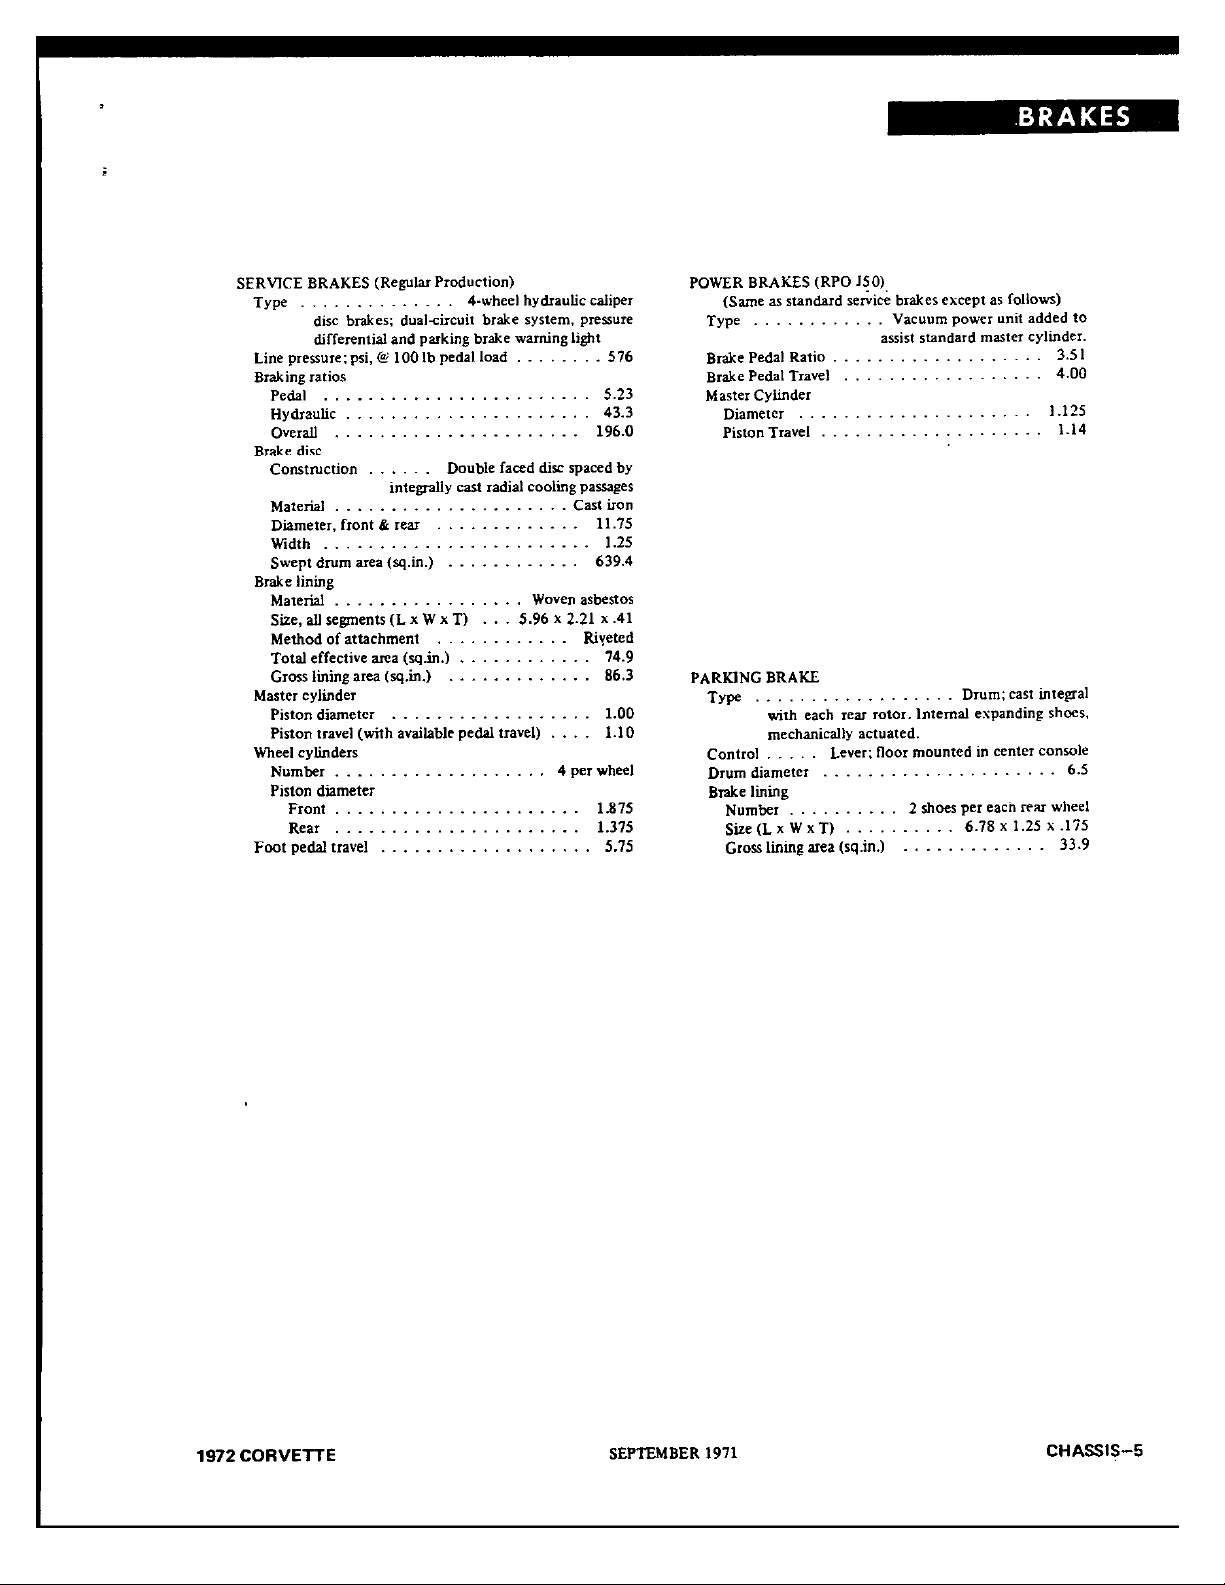 BRAKES
SERVICE BRAKES (Regular Production)
Type . . . . . . . . . . . . . . 4-wheel hydraulic caliper
disc brakes; dual-circuit brake system, pressure
differential and parking brake warning light
Line pressure; psi, @ 100 lb pedal load . . . . . . . . 576
Braking ratios
Pedal . . . . . . . . . . . . . . . . . . . . . . . . 5.23
Hydraulic . . . . . . . . . . . . . . . . . . . . . . 43.3
Overall . . . . . . . . . . . . . . . . . . . . . . 196.0
Brake disc
Construction . . . . . . Double faced disc spaced by
integrally cast radial cooling passages
Material . . . . . . . . . . . . . . . . . . . . . Cast iron
Diameter, front & rear . . . . . . . . . . . . . 11.75
Width . . . . . . . . . . . . . . . . . . . . . . . . 1.25
Swept drum area (sq.in.) . . . . . . . . . . . . 639.4
Brake lining
Material . . . . . . . . . . . . . . . . . Woven asbestos
Size, all segments (L x W x T) . . . 5.96 x 2.21 x .41
Method of attachment . . . . . . . . . . . . Riveted
Total effective area (sq.in.) . . . . . . . . . . . . 74.9
Gross lining area (sq.in.) . . . . . . . . . . . . . 86.3
Master cylinder
Piston diameter . . . . . . . . . . . . . . . . . . 1.00
Piston travel (with available pedal travel) . . . . 1.10
Wheel cylinders
Number . . . . . . . . . . . . . . . . . . . 4 per wheel
Piston diameter
Front . . . . . . . . . . . . . . . . . . . . . . 1.875
Rear . . . . . . . . . . . . . . . . . . . . . . 1.375
Foot pedal travel . . . . . . . . . . . . . . . . . . . 5.75
POWER BRAKES (RPO J50)
(Same as standard service brakes except as follows)
Type . . . . . . . . . . . . Vacuum power unit added to
assist standard master cylinder.
Brake Pedal Ratio . . . . . . . . . . . . . . . . . . . 3.51
Brake Pedal Travel . . . . . . . . . . . . . . . . . . 4.00
Master Cylinder
Diameter . . . . . . . . . . . . . . . . . . . . . 1.125
Piston Travel . . . . . . . . . . . . . . . . . . . . 1.14
PARKING BRAKE
Type . . . . . . . . . . . . . . . . . . Drum; cast integral
with each rear rotor. Internal expanding shoes,
mechanically actuated.
Control . . . . . Lever; floor mounted in center console
Drum diameter . . . . . . . . . . . . . . . . . . . . . 6.5
Brake lining
Number . . . . . . . . . . 2 shoes per each rear wheel
Size (L x W x T) . . . . . . . . . . 6.78 x 1.25 x .175
Gross lining area (sq.in.) . . . . . . . . . . . . . 33.9
1972 CORVETTE
SEPTEMBER 1971
CHASSIS-5